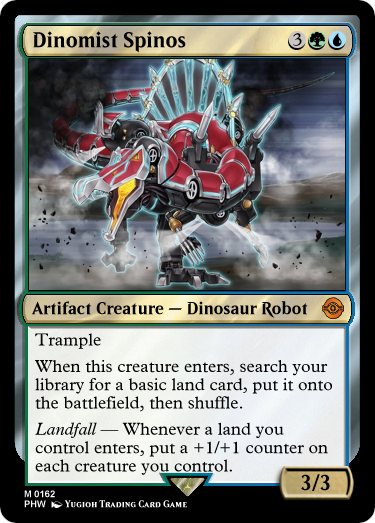 Dinomist Spinos 3
Artifact Creature — Dinosaur Robot
Trample
When this creature enters, search your
library for a basic land card, put it onto
the battlefield, then shuffle.
Landfall — Whenever a land you
control enters, put a +1/+1 counter on
each creature you control.
3/3
M 0162
PHW Yugioh Trading Card Game